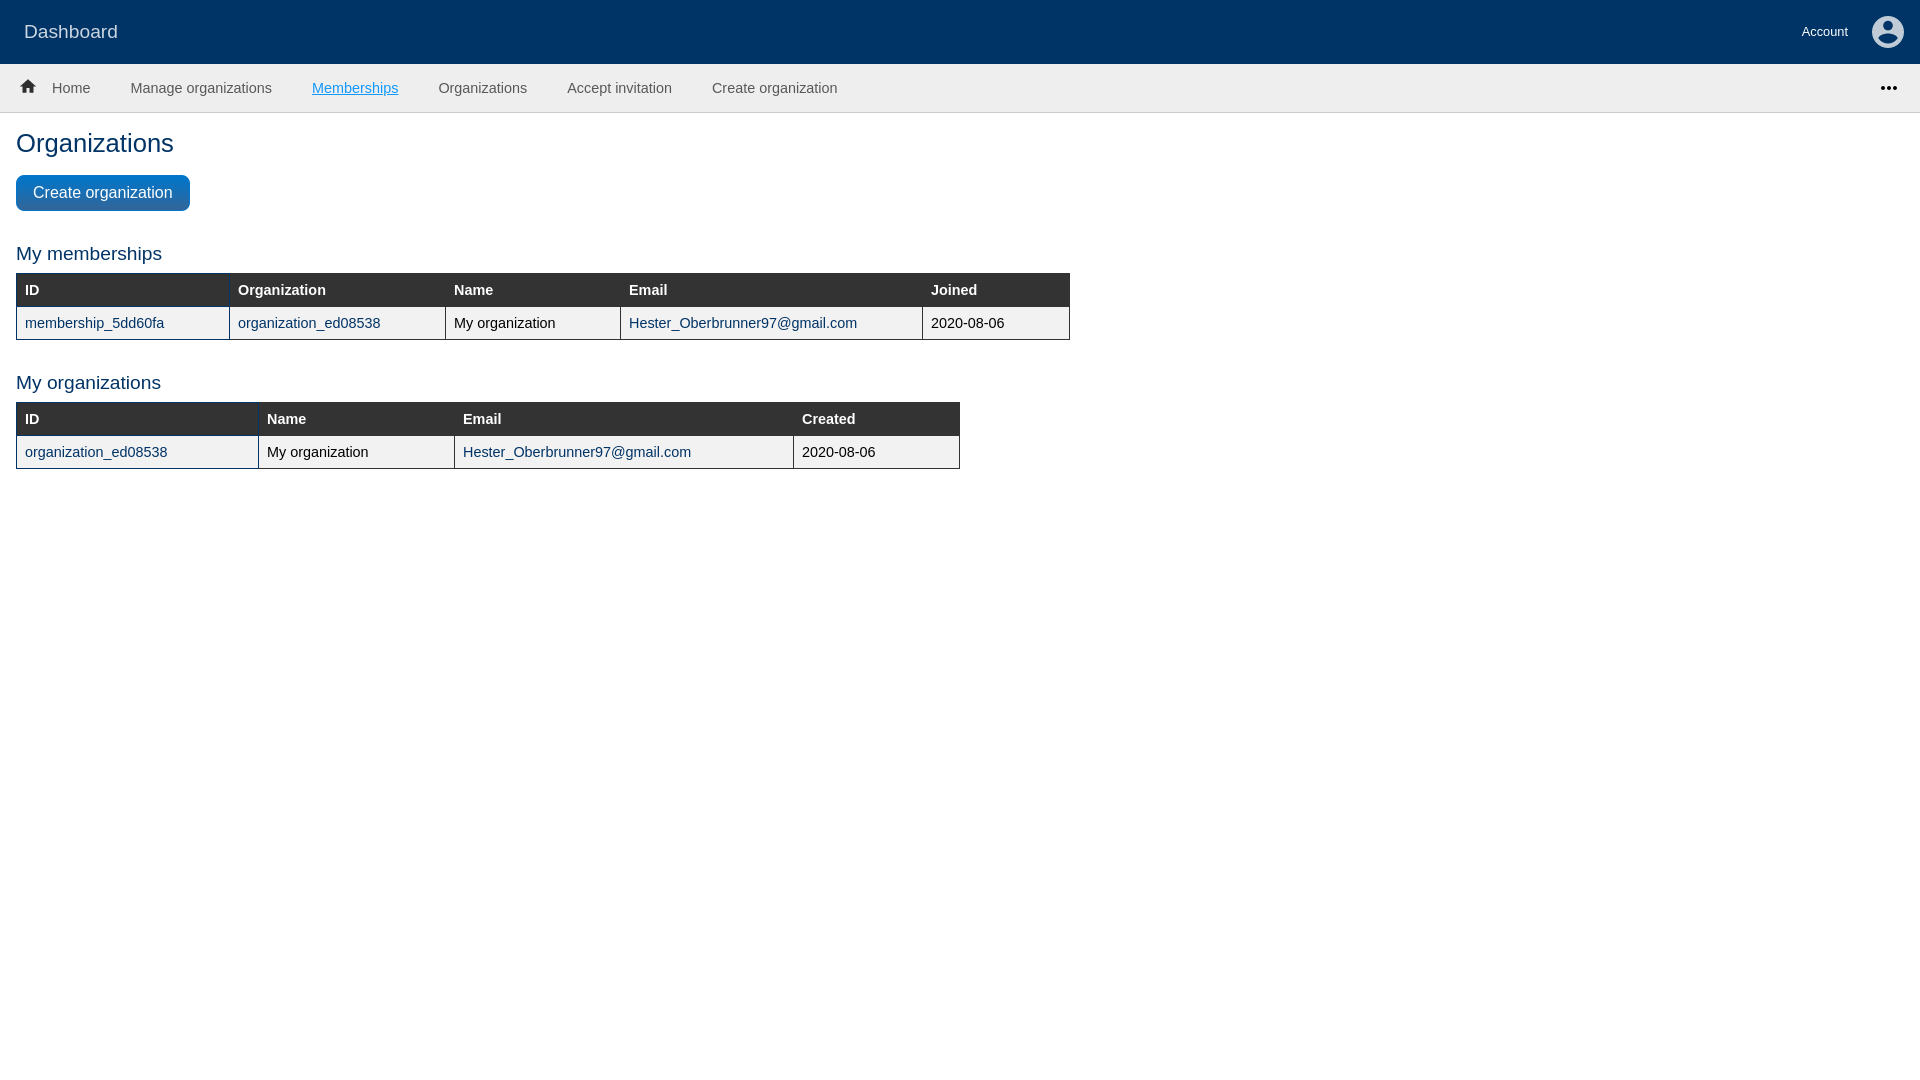 Dashboard
Account
Home Manage organizations Memberships Organizations Accept invitation Create organization
Organizations
Create organization
My memberships
ID Organization Name Email Joined
membership_5dd60fa organization_ed08538 My organization Hester_Oberbrunner97@gmail.com 2020-08-06
My organizations
ID Name Email Created
organization_ed08538 My organization Hester_Oberbrunner97@gmail.com 2020-08-06